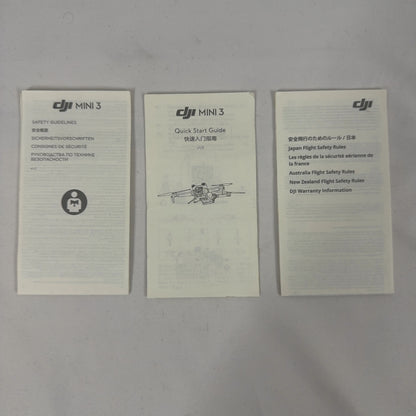 dji MINI 3
SAFETY GUIDELINES
安全概要
SICHERHEITSVORSCHRIFTEN
CONSIGNES DE SÉCURITÉ
РУКОВОДСТВА ПО ТЕХНИКЕ
БЕЗОПАСНОСТИ
dji MINI 3
Quick Start Guide
快速入门指南
v1.0
dji
安全飛行のためのルール / 日本
Japan Flight Safety Rules
Les règles de la sécurité aérienne de
la france
Australia Flight Safety Rules
New Zealand Flight Safety Rules
DJI Warranty Information